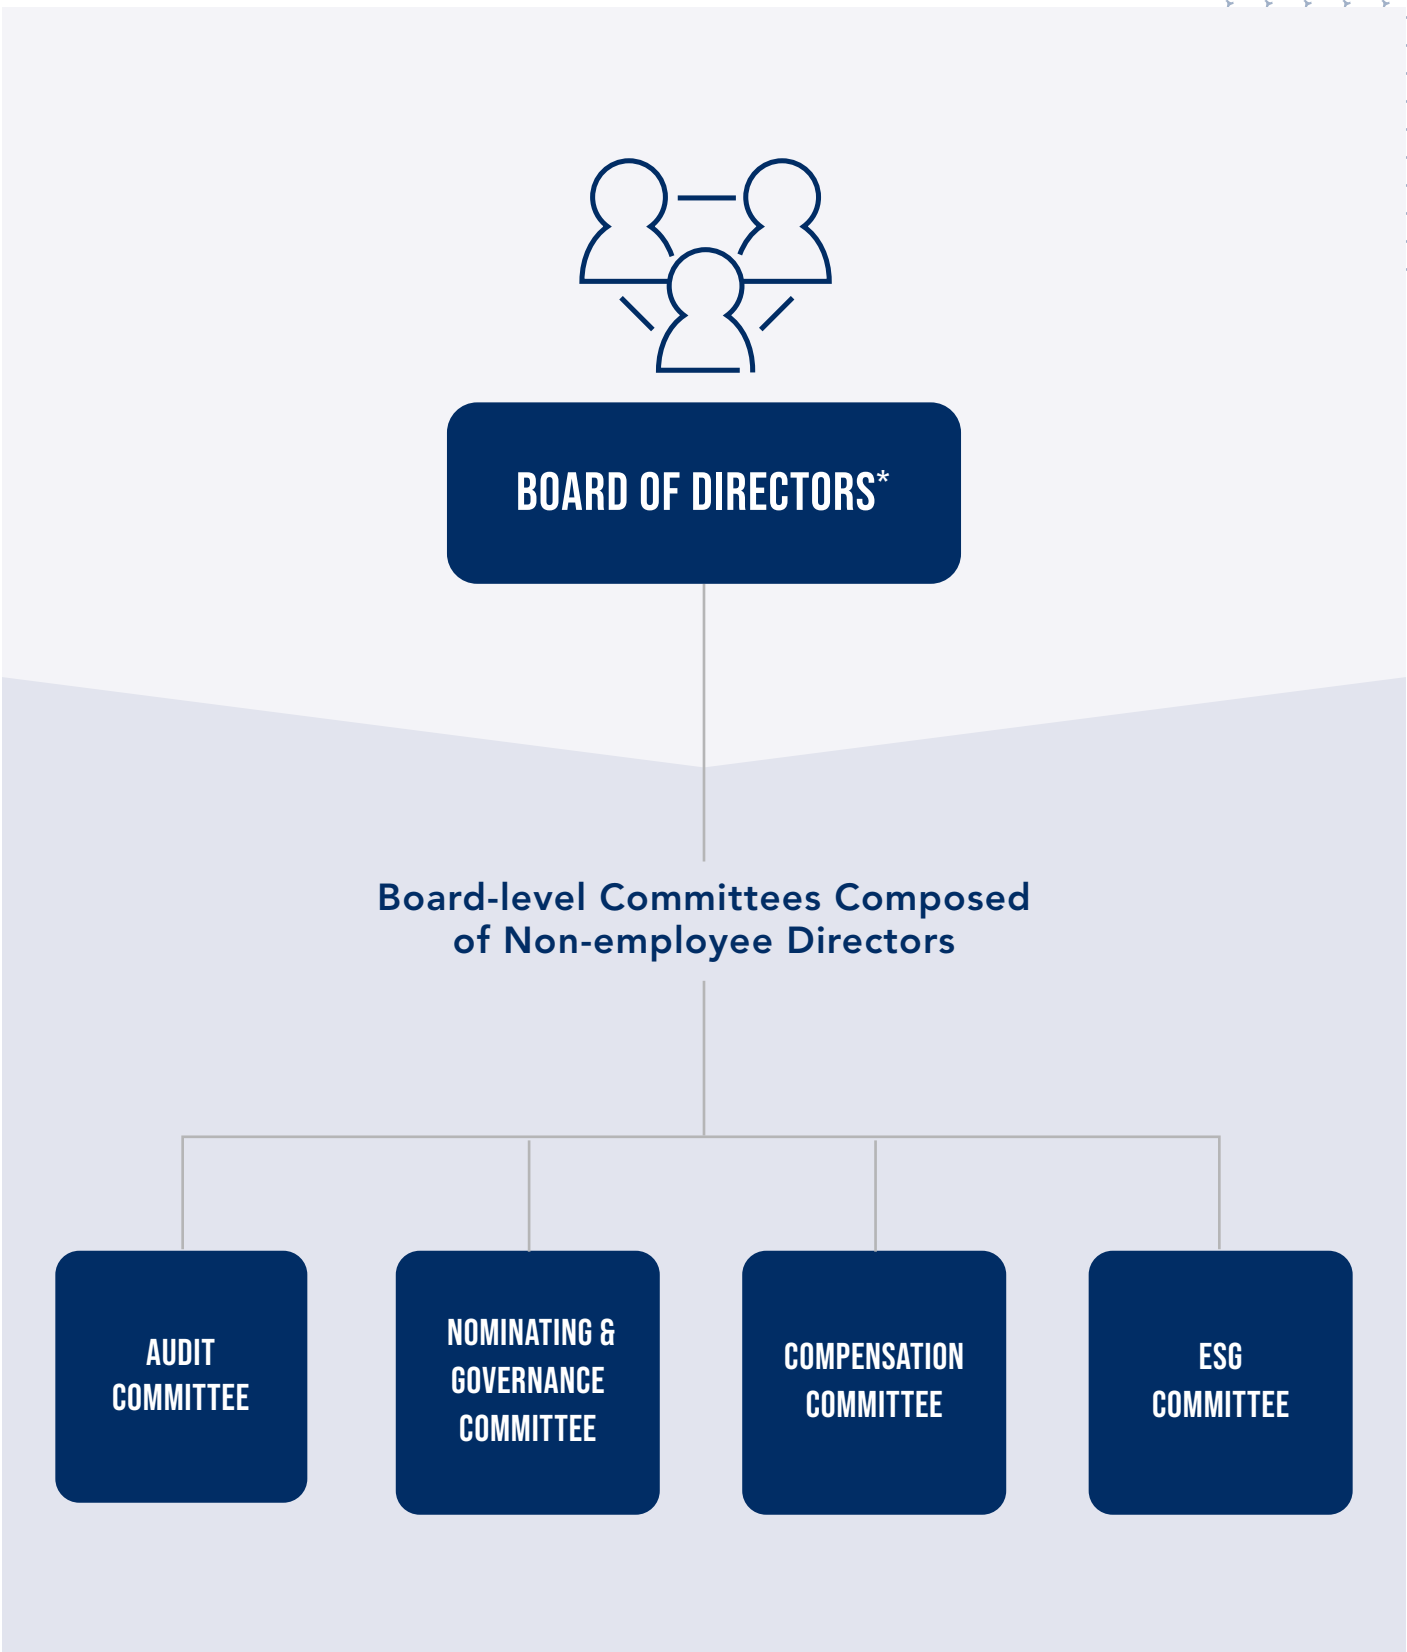 BOARD OF DIRECTORS*
Board-level Committees Composed
of Non-employee Directors
AUDIT
COMMITTEE
NOMINATING &
GOVERNANCE
COMMITTEE
COMPENSATION
COMMITTEE
ESG
COMMITTEE